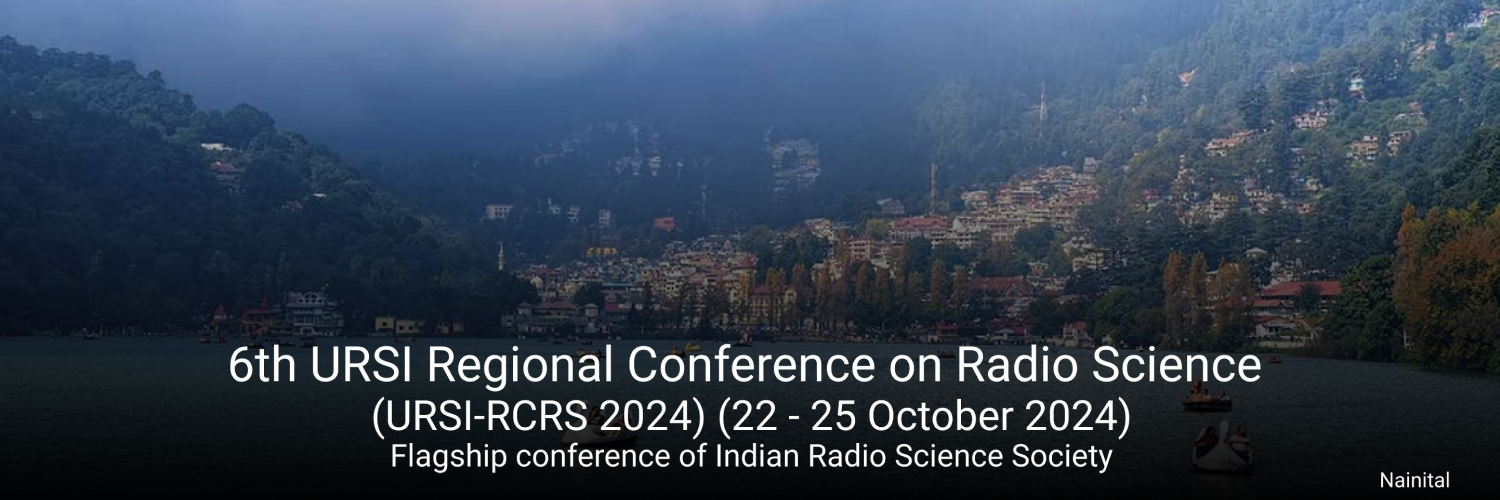 6th URSI Regional Conference on Radio Science
(URSI-RCRS 2024) (22 - 25 October 2024)
Flagship conference of Indian Radio Science Society
Nainital